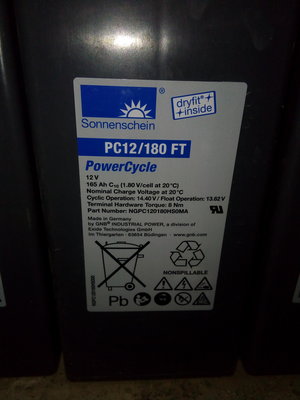 Sonnenschein
®
dryfit
inside
PC12/180 FT
PowerCycle
12 V
165 Ah C₁₀ (1.80 V/cell at 20°C)
Nominal Charge Voltage at 20°C
Cyclic Operation: 14.40 V / Float Operation: 13.62 V
Terminal Hardware Torque: 8 Nm
Part Number: NGPC120180HS0MA
Made in Germany
by GNB® INDUSTRIAL POWER, a division of
Exide Technologies GmbH
Im Thiergarten - 63654 Büdingen - www.gnb.com
NONSPILLABLE
Pb